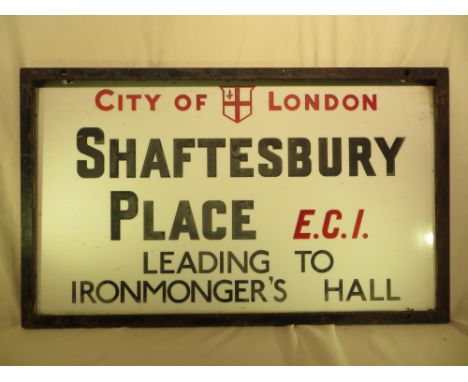 CITY OF LONDON
SHAFTESBURY
PLACE E.C.1.
LEADING TO
IRONMONGER'S HALL